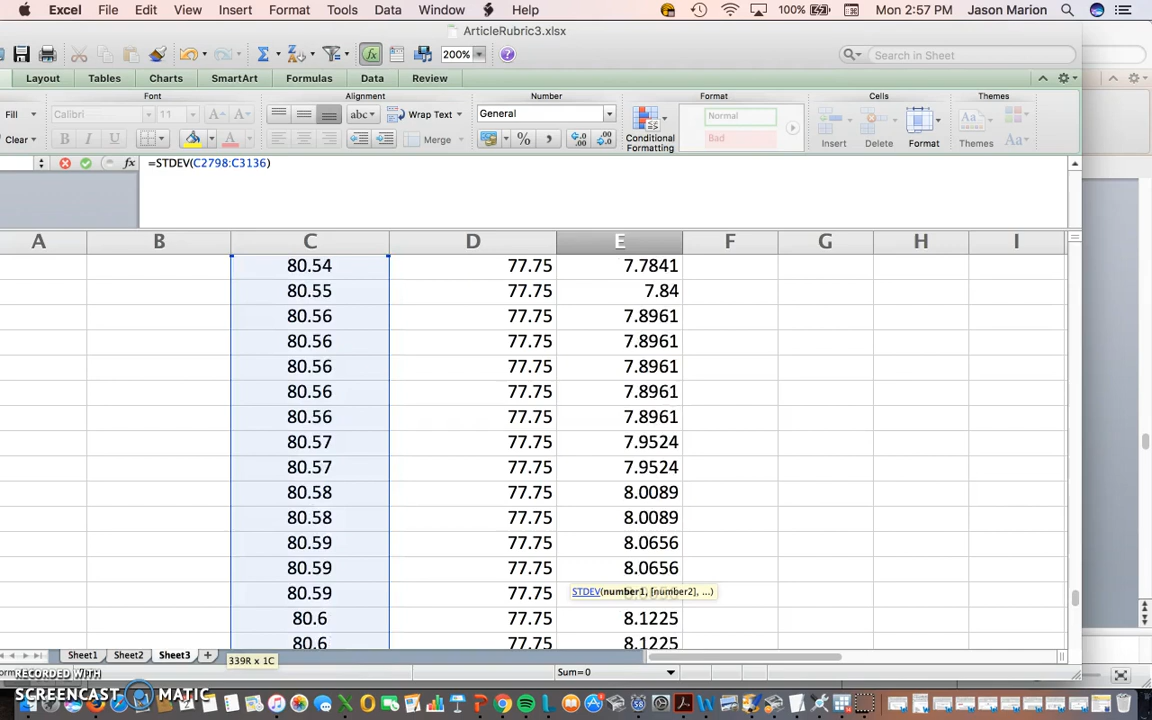 Excel File Edit View Insert Format Tools Data Window Help 100% Mon 2:57 PM Jason Marion
ArticleRubric3.xlsx
200% Search in Sheet
Layout Tables Charts SmartArt Formulas Data Review
Font Alignment Number Format Cells Themes
Fill Calibri 11 abc Wrap Text General Normal
Clear Merge Conditional Formatting Bad Insert Delete Format Themes
fx =STDEV(C2798:C3136)
A B C D E F G H I
80.54 77.75 7.7841
80.55 77.75 7.84
80.56 77.75 7.8961
80.56 77.75 7.8961
80.56 77.75 7.8961
80.56 77.75 7.8961
80.56 77.75 7.8961
80.57 77.75 7.9524
80.57 77.75 7.9524
80.58 77.75 8.0089
80.58 77.75 8.0089
80.59 77.75 8.0656
80.59 77.75 8.0656
80.59 77.75 STDEV(number1, [number2], ...)
80.6 77.75 8.1225
80.6 77.75 8.1225
Sheet1 Sheet2 Sheet3 339R x 1C
Sum=0
RECORDED WITH
SCREENCAST MATIC